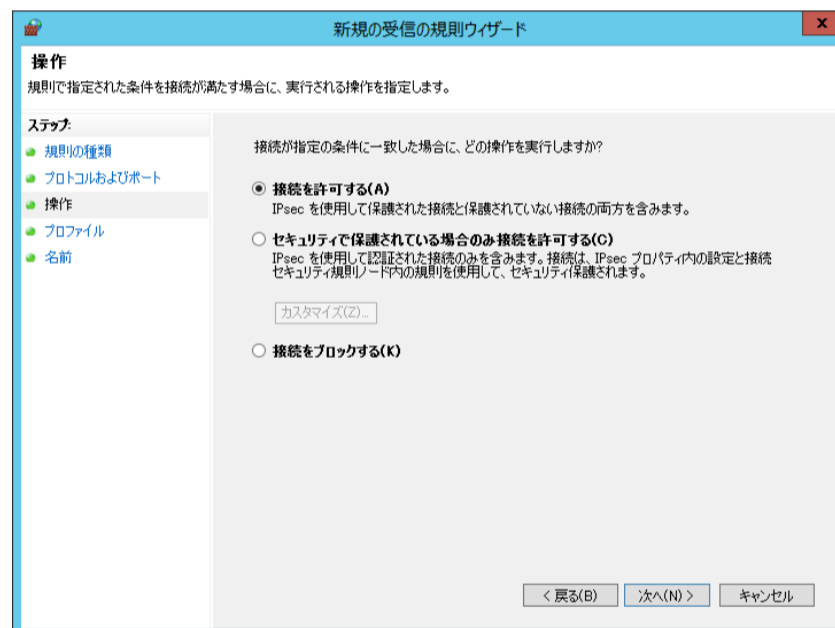 新規の受信の規則ウィザード
x
操作
規則で指定された条件を接続が満たす場合に、実行される操作を指定します。
ステップ:
規則の種類
プロトコルおよびポート
操作
プロファイル
名前
接続が指定の条件に一致した場合に、どの操作を実行しますか?
接続を許可する(A)
IPsec を使用して保護された接続と保護されていない接続の両方を含みます。
セキュリティで保護されている場合のみ接続を許可する(C)
IPsec を使用して認証された接続のみを含みます。接続は、IPsec プロパティ内の設定と接続
セキュリティ規則ノード内の規則を使用して、セキュリティ保護されます。
カスタマイズ(Z)...
接続をブロックする(K)
< 戻る(B)
次へ(N) >
キャンセル